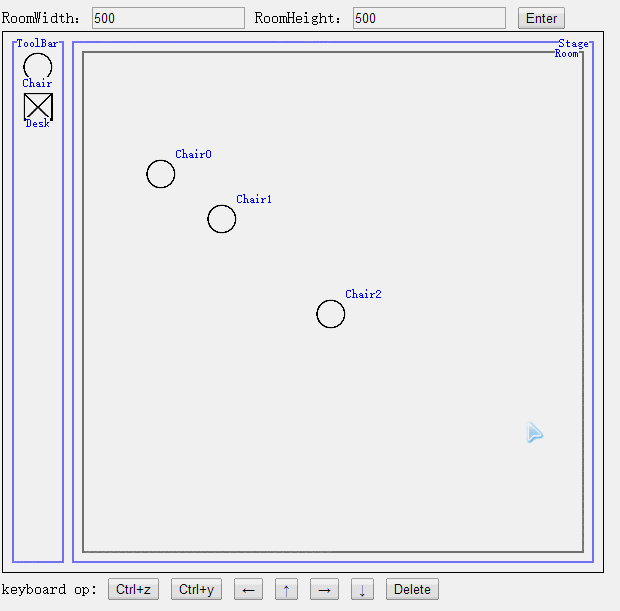 RoomWidth: 500 RoomHeight: 500 Enter
ToolBar
Stage
Room
Chair
Desk
Chair0
Chair1
Chair2
keyboard op: Ctrl+z Ctrl+y ← ↑ → ↓ Delete